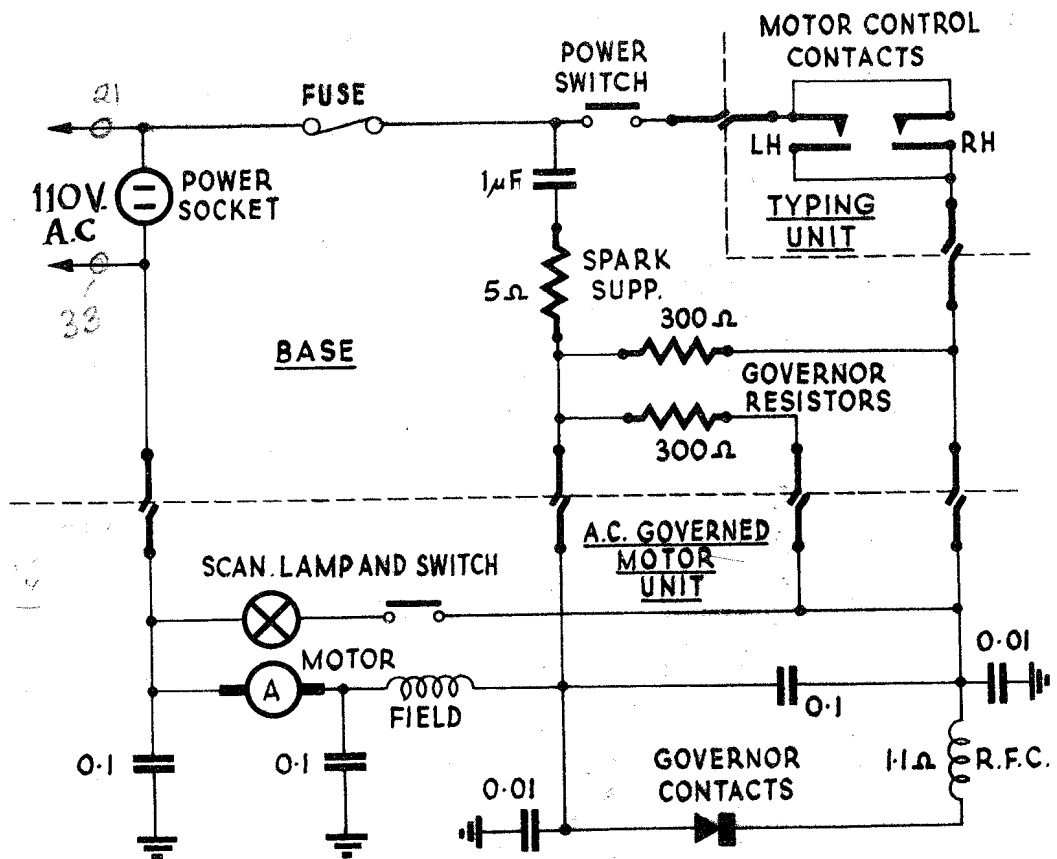 MOTOR CONTROL
CONTACTS
POWER
SWITCH
FUSE
21
LH
RH
110V.
A.C
POWER
SOCKET
1µF
TYPING
UNIT
33
5Ω
SPARK
SUPP.
300Ω
BASE
GOVERNOR
RESISTORS
300Ω
A.C. GOVERNED
MOTOR
UNIT
SCAN. LAMP AND SWITCH
MOTOR
A
FIELD
0·01
0·1
0·1
0·1
0·01
GOVERNOR
CONTACTS
1·1Ω
R.F.C.